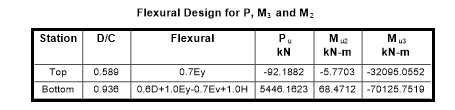 Flexural Design for P, M3 and M2
Station D/C Flexural Pu kN Mu2 kN-m Mu3 kN-m
Top 0.589 0.7Ey -92.1882 -5.7703 -32095.0552
Bottom 0.936 0.6D+1.0Ey-0.7Ev+1.0H 5446.1623 68.4712 -70125.7519